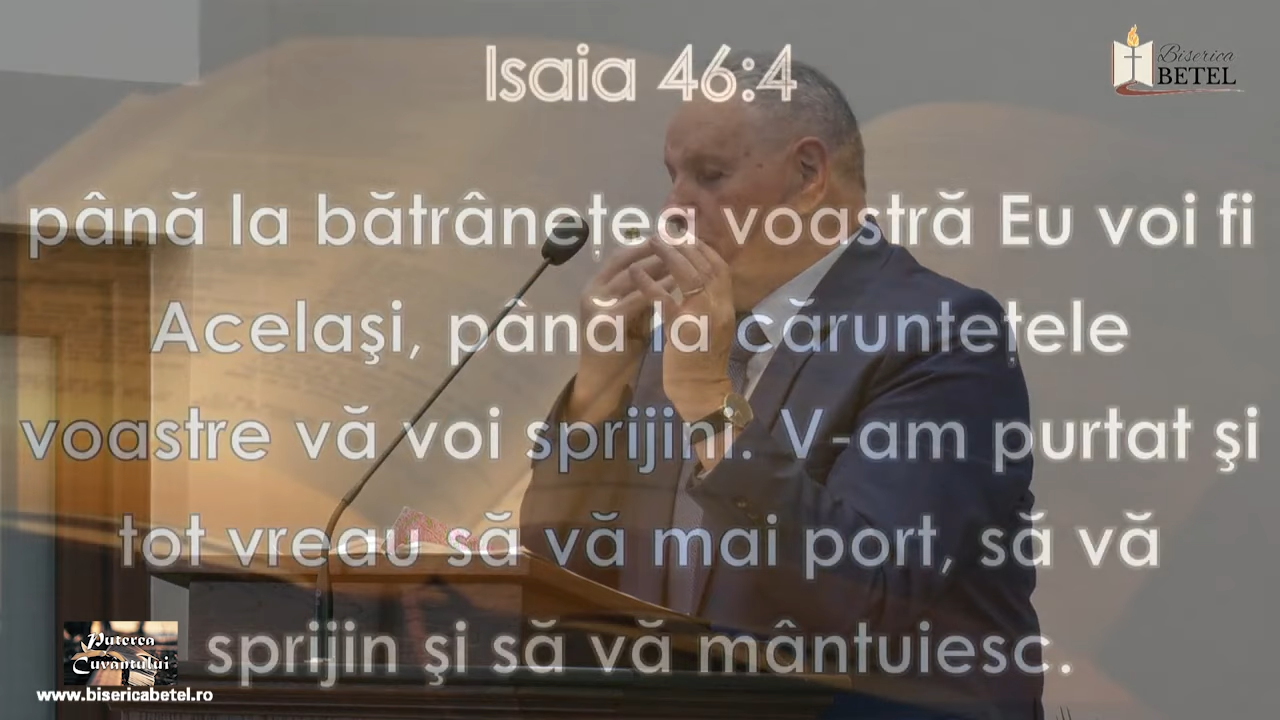 Isaia 46:4
Biserica
BETEL
până la bătrânețea voastră Eu voi fi
Acelaşi, până la cărunteţele
voastre vă voi sprijini. V-am purtat şi
tot vreau să vă mai port, să vă
sprijin şi să vă mântuiesc.
Puterea
Cuvântului
www.bisericabetel.ro